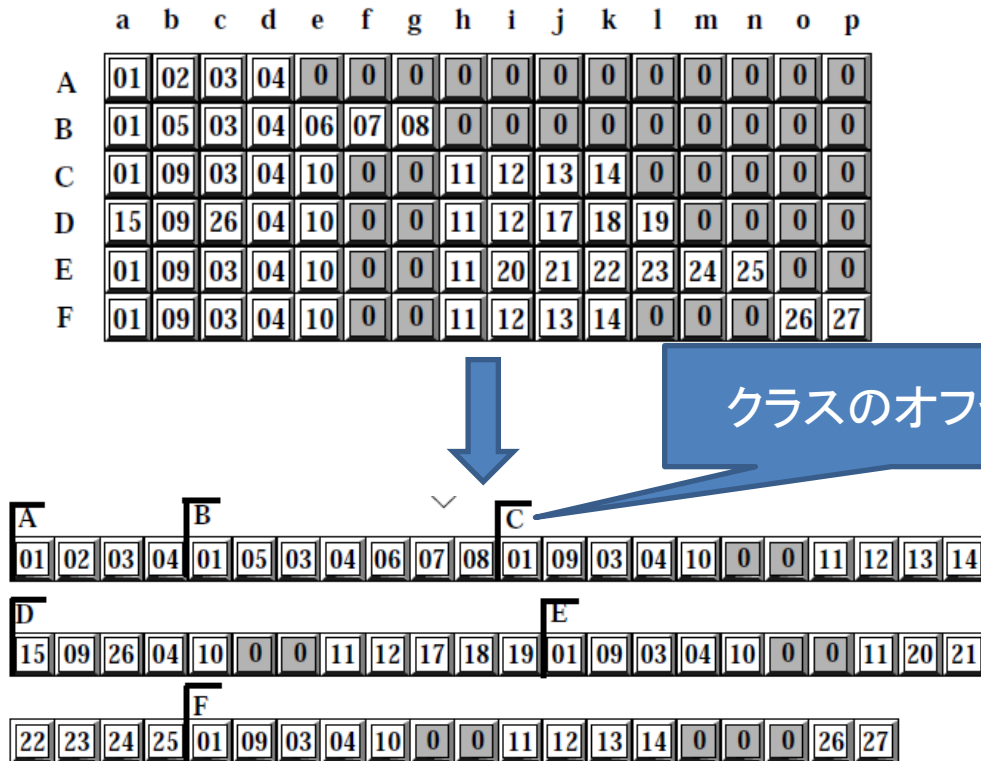 a b c d e f g h i j k l m n o p
A 01 02 03 04 0 0 0 0 0 0 0 0 0 0 0 0
B 01 05 03 04 06 07 08 0 0 0 0 0 0 0 0 0
C 01 09 03 04 10 0 0 11 12 13 14 0 0 0 0 0
D 15 09 26 04 10 0 0 11 12 17 18 19 0 0 0 0
E 01 09 03 04 10 0 0 11 20 21 22 23 24 25 0 0
F 01 09 03 04 10 0 0 11 12 13 14 0 0 0 26 27
クラスのオフ
A B C
01 02 03 04 01 05 03 04 06 07 08 01 09 03 04 10 0 0 11 12 13 14
D E
15 09 26 04 10 0 0 11 12 17 18 19 01 09 03 04 10 0 0 11 20 21
F
22 23 24 25 01 09 03 04 10 0 0 11 12 13 14 0 0 0 26 27